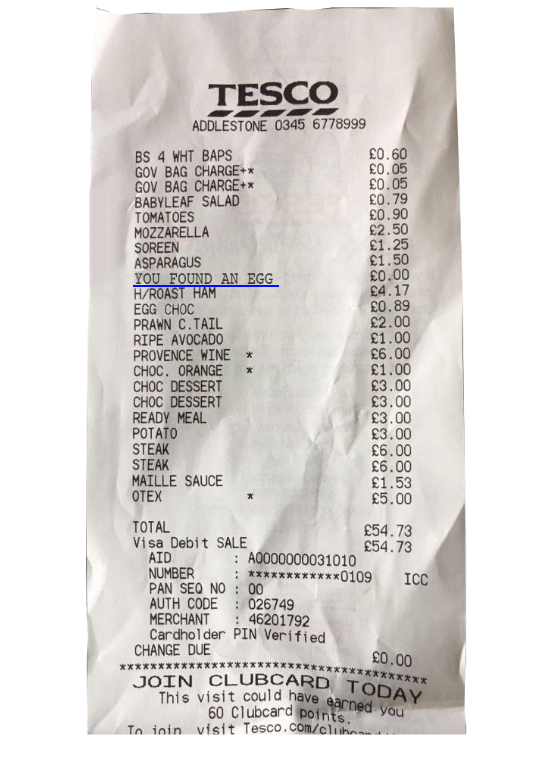 TESCO
ADDLESTONE 0345 6778999
BS 4 WHT BAPS £0.60
GOV BAG CHARGE+* £0.05
GOV BAG CHARGE+* £0.05
BABYLEAF SALAD £0.79
TOMATOES £0.90
MOZZARELLA £2.50
SOREEN £1.25
ASPARAGUS £1.50
YOU FOUND AN EGG £0.00
H/ROAST HAM £4.17
EGG CHOC £0.89
PRAWN C.TAIL £2.00
RIPE AVOCADO £1.00
PROVENCE WINE * £6.00
CHOC. ORANGE * £1.00
CHOC DESSERT £3.00
CHOC DESSERT £3.00
READY MEAL £3.00
POTATO £3.00
STEAK £6.00
STEAK £6.00
MAILLE SAUCE £1.53
OTEX * £5.00
TOTAL £54.73
Visa Debit SALE £54.73
AID : A0000000031010
NUMBER : ************0109 ICC
PAN SEQ NO : 00
AUTH CODE : 026749
MERCHANT : 46201792
Cardholder PIN Verified
CHANGE DUE £0.00
******************************************
JOIN CLUBCARD TODAY
This visit could have earned you
60 Clubcard points.
To join, visit Tesco.com/clubcard